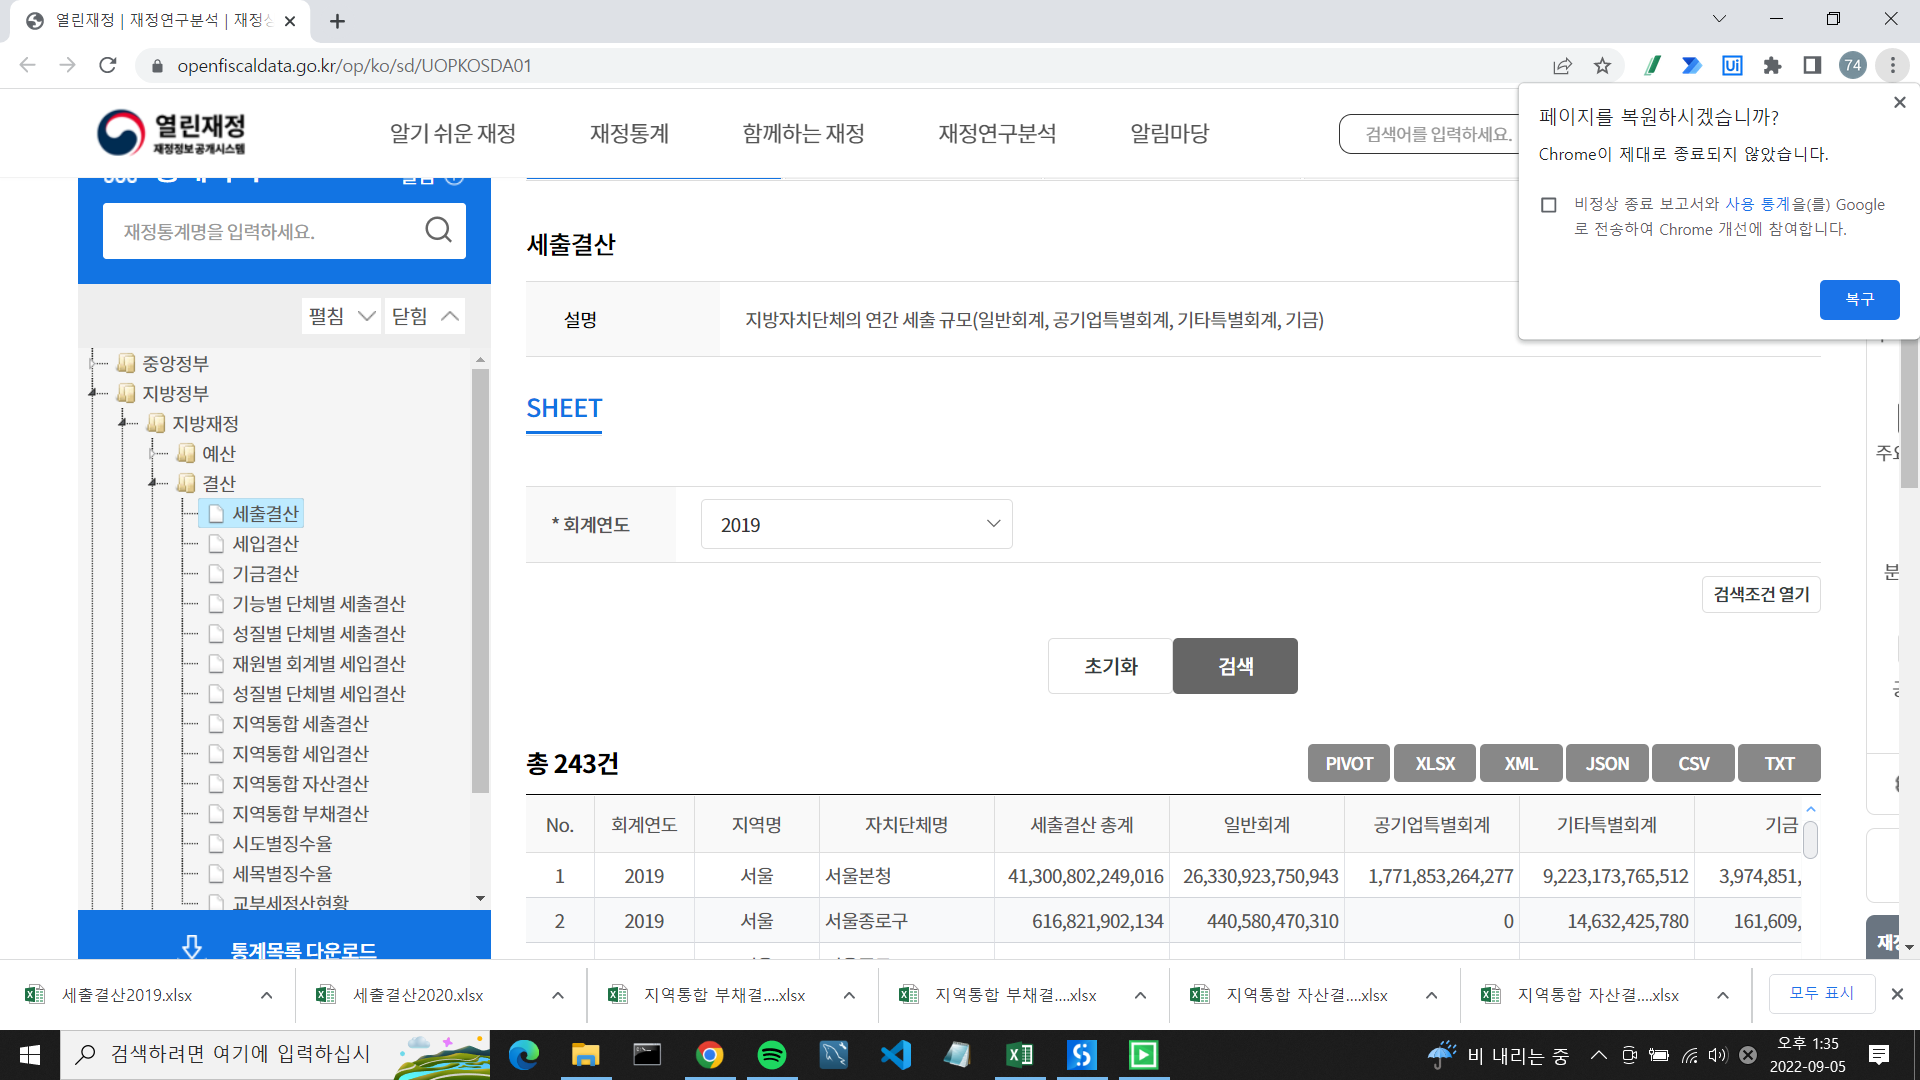 열린재정 | 재정연구분석 | 재정상
openfiscaldata.go.kr/op/ko/sd/UOPKOSDA01
74
열린재정
재정정보공개시스템
알기 쉬운 재정
재정통계
함께하는 재정
재정연구분석
알림마당
검색어를 입력하세요.
페이지를 복원하시겠습니까?
Chrome이 제대로 종료되지 않았습니다.
비정상 종료 보고서와 사용 통계을(를) Google
로 전송하여 Chrome 개선에 참여합니다.
복구
재정통계명을 입력하세요.
펼침
닫힘
중앙정부
지방정부
지방재정
예산
결산
세출결산
세입결산
기금결산
기능별 단체별 세출결산
성질별 단체별 세출결산
재원별 회계별 세입결산
성질별 단체별 세입결산
지역통합 세출결산
지역통합 세입결산
지역통합 자산결산
지역통합 부채결산
시도별징수율
세목별징수율
교부세정산현황
통계목록 다운로드
세출결산
설명
지방자치단체의 연간 세출 규모(일반회계, 공기업특별회계, 기타특별회계, 기금)
SHEET
* 회계연도
2019
검색조건 열기
초기화
검색
총 243건
PIVOT XLSX XML JSON CSV TXT
No. 회계연도 지역명 자치단체명 세출결산 총계 일반회계 공기업특별회계 기타특별회계 기금
1 2019 서울 서울본청 41,300,802,249,016 26,330,923,750,943 1,771,853,264,277 9,223,173,765,512 3,974,851,
2 2019 서울 서울종로구 616,821,902,134 440,580,470,310 0 14,632,425,780 161,609,
주요
분
세출결산2019.xlsx
세출결산2020.xlsx
지역통합 부채결....xlsx
지역통합 부채결....xlsx
지역통합 자산결....xlsx
지역통합 자산결....xlsx
모두 표시
검색하려면 여기에 입력하십시
비 내리는 중
오후 1:35
2022-09-05